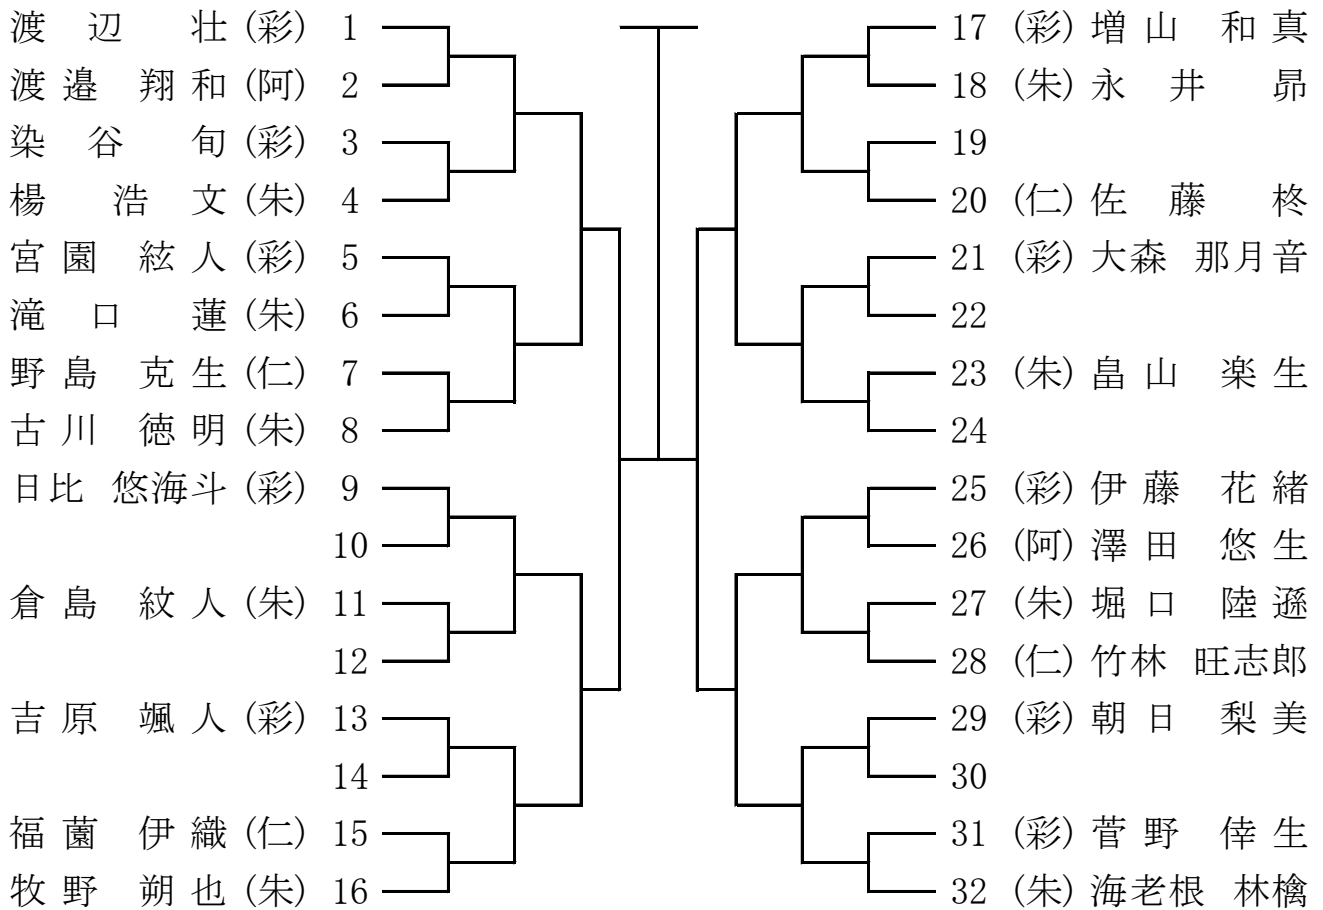 渡辺 壮 (彩) 1
渡邉 翔和 (阿) 2
染谷 旬 (彩) 3
楊 浩文 (朱) 4
宮園 絃人 (彩) 5
滝口 蓮 (朱) 6
野島 克生 (仁) 7
古川 徳明 (朱) 8
日比 悠海斗 (彩) 9
10
倉島 紋人 (朱) 11
12
吉原 颯人 (彩) 13
14
福薗 伊織 (仁) 15
牧野 朔也 (朱) 16
17 (彩) 増山 和真
18 (朱) 永井 昴
19
20 (仁) 佐藤 柊
21 (彩) 大森 那月音
22
23 (朱) 畠山 楽生
24
25 (彩) 伊藤 花緒
26 (阿) 澤田 悠生
27 (朱) 堀口 陸遜
28 (仁) 竹林 旺志郎
29 (彩) 朝日 梨美
30
31 (彩) 菅野 倖生
32 (朱) 海老根 林檎